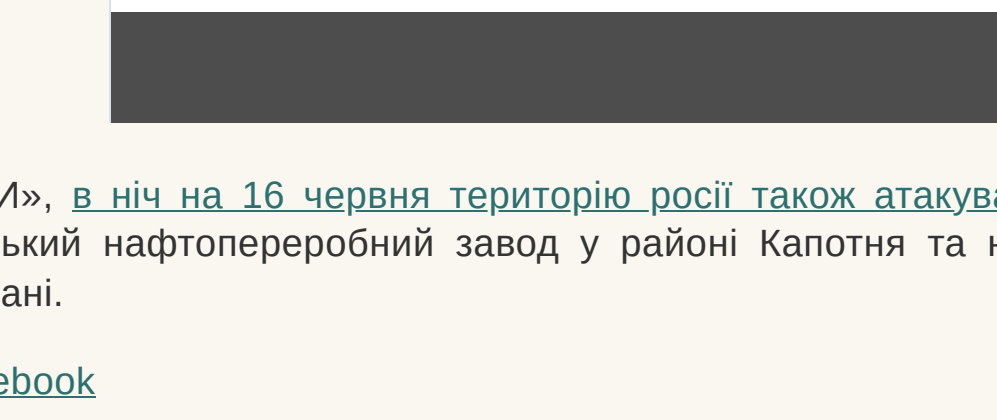 И», в ніч на 16 червня територію росії також атакува
ький нафтопереробний завод у районі Капотня та н
ані.
ebook